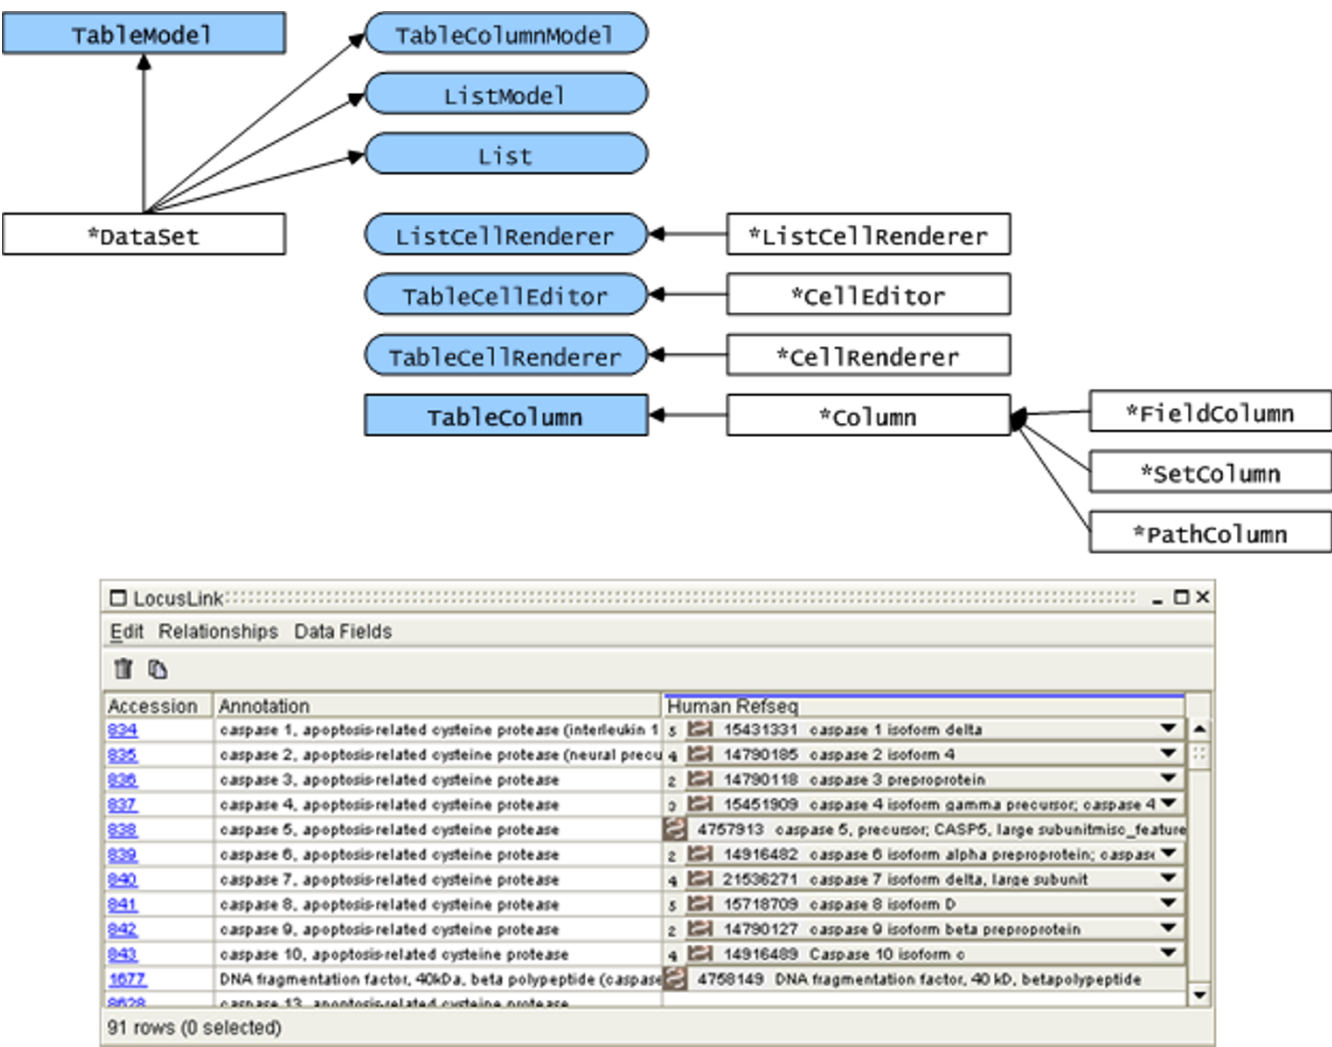 TableModel
TableColumnModel
ListModel
List
*DataSet
ListCellRenderer
*ListCellRenderer
TableCellEditor
*CellEditor
TableCellRenderer
*CellRenderer
TableColumn
*Column
*FieldColumn
*SetColumn
*PathColumn
LocusLink
Edit Relationships Data Fields
Accession Annotation Human Refseq
834 caspase 1, apoptosis-related cysteine protease (interleukin 1 5 15431331 caspase 1 isoform delta
835 caspase 2, apoptosis-related cysteine protease (neural precu 4 14790185 caspase 2 isoform 4
836 caspase 3, apoptosis-related cysteine protease 2 14790118 caspase 3 preproprotein
837 caspase 4, apoptosis-related cysteine protease 3 15451909 caspase 4 isoform gamma precursor; caspase 4
838 caspase 5, apoptosis-related cysteine protease 4757913 caspase 5, precursor; CASP5, large subunitmisc_feature
839 caspase 6, apoptosis-related cysteine protease 2 14916482 caspase 6 isoform alpha preproprotein; caspase
840 caspase 7, apoptosis-related cysteine protease 4 21536271 caspase 7 isoform delta, large subunit
841 caspase 8, apoptosis-related cysteine protease 5 15718709 caspase 8 isoform D
842 caspase 9, apoptosis-related cysteine protease 2 14790127 caspase 9 isoform beta preproprotein
843 caspase 10, apoptosis-related cysteine protease 4 14916489 Caspase 10 isoform c
1677 DNA fragmentation factor, 40kDa, beta polypeptide (caspase 4758149 DNA fragmentation factor, 40 kD, betapolypeptide
8628 caspase 13, apoptosis-related cysteine protease
91 rows (0 selected)